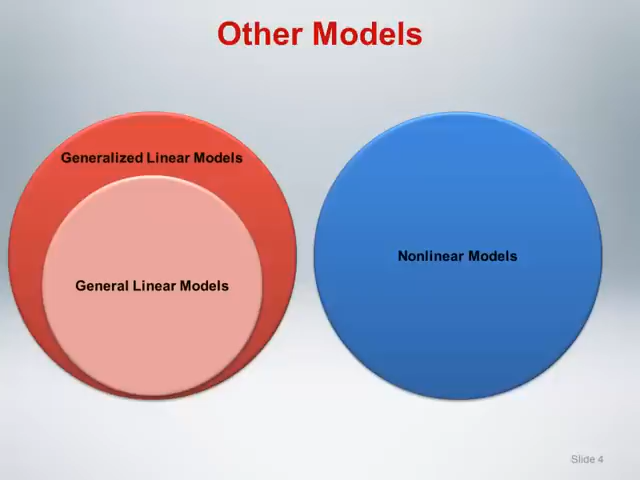 Other Models
Generalized Linear Models
General Linear Models
Nonlinear Models
Slide 4